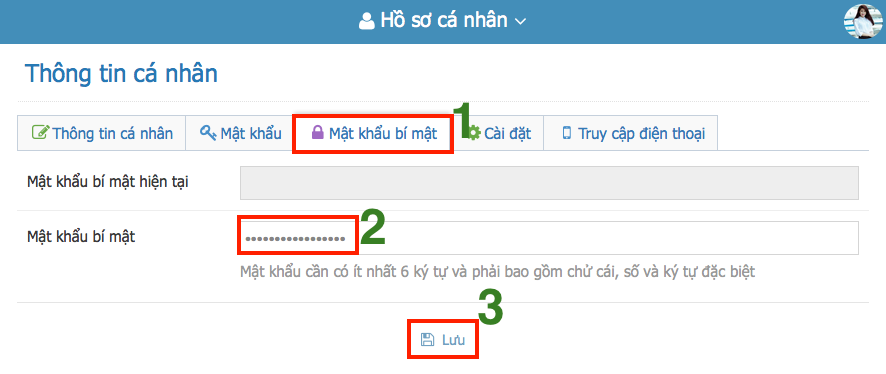 Hồ sơ cá nhân
Thông tin cá nhân
1
Thông tin cá nhân Mật khẩu Mật khẩu bí mật Cài đặt Truy cập điện thoại
Mật khẩu bí mật hiện tại
Mật khẩu bí mật ••••••••••••••••• 2
Mật khẩu cần có ít nhất 6 ký tự và phải bao gồm chử cái, số và ký tự đặc biệt
3
Lưu